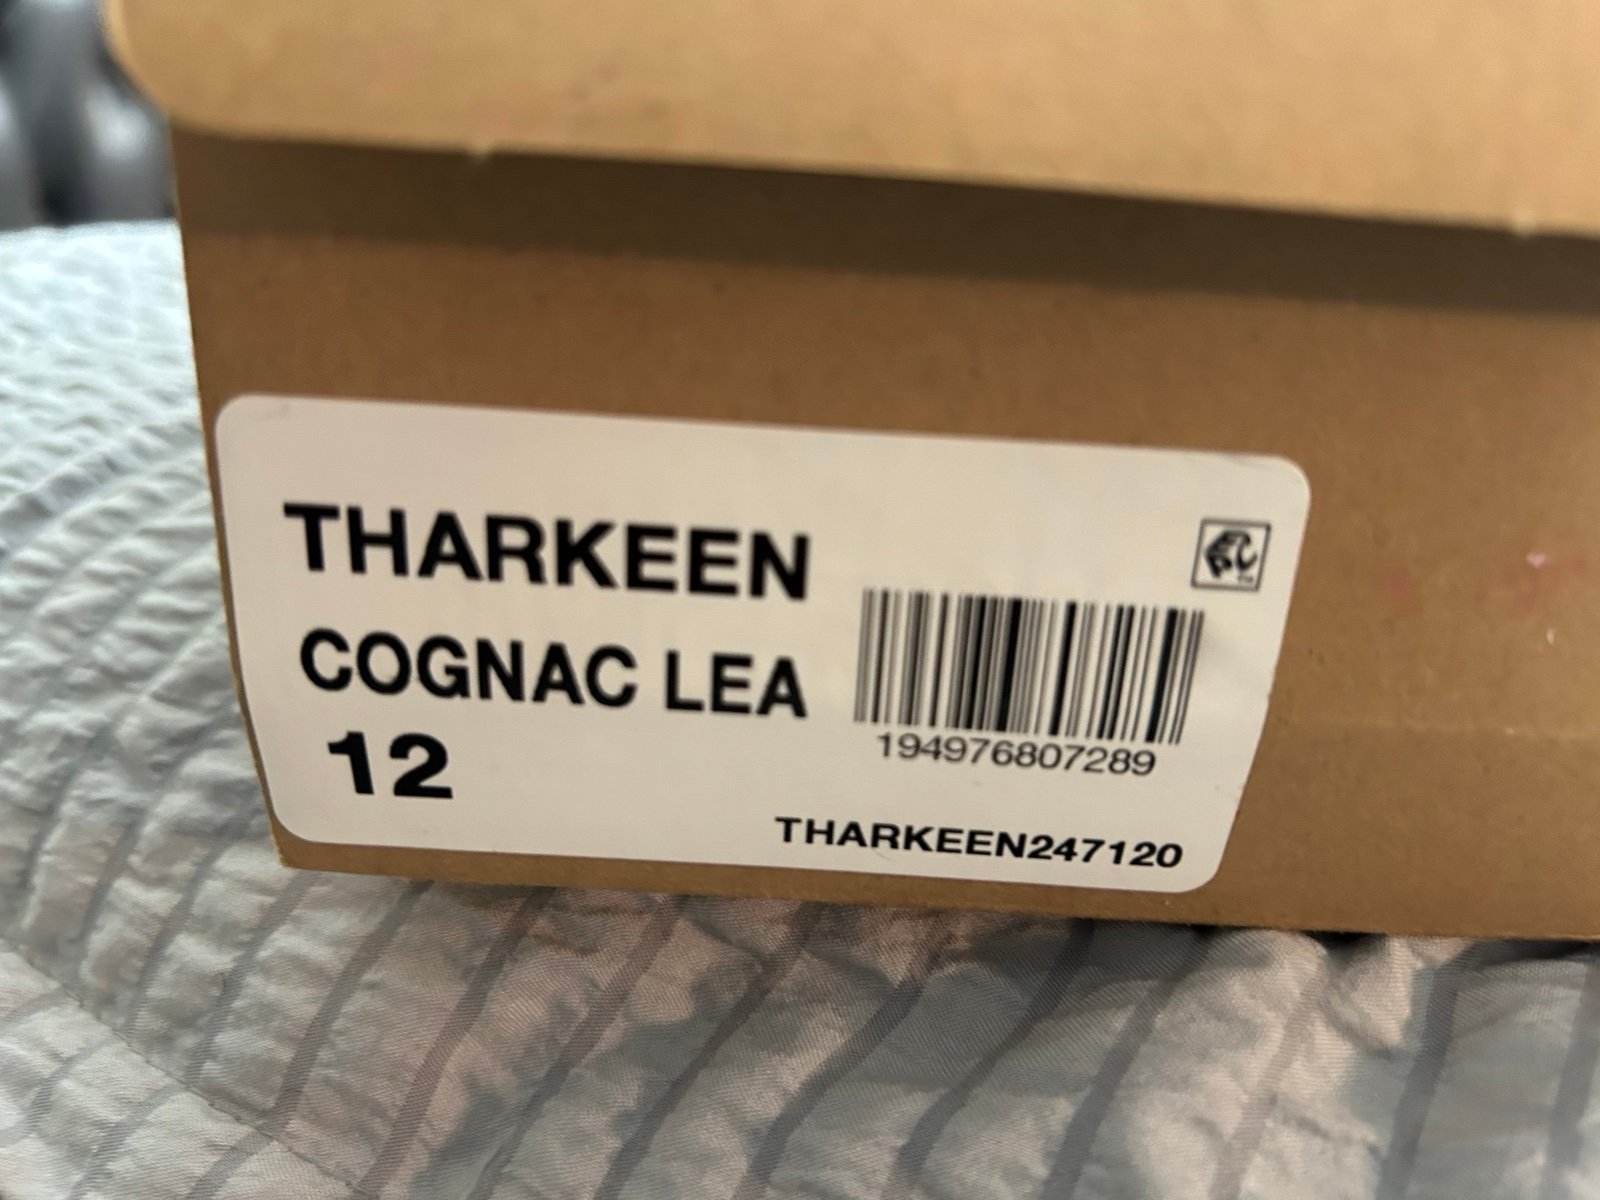 THARKEEN
COGNAC LEA
12
194976807289
THARKEEN247120